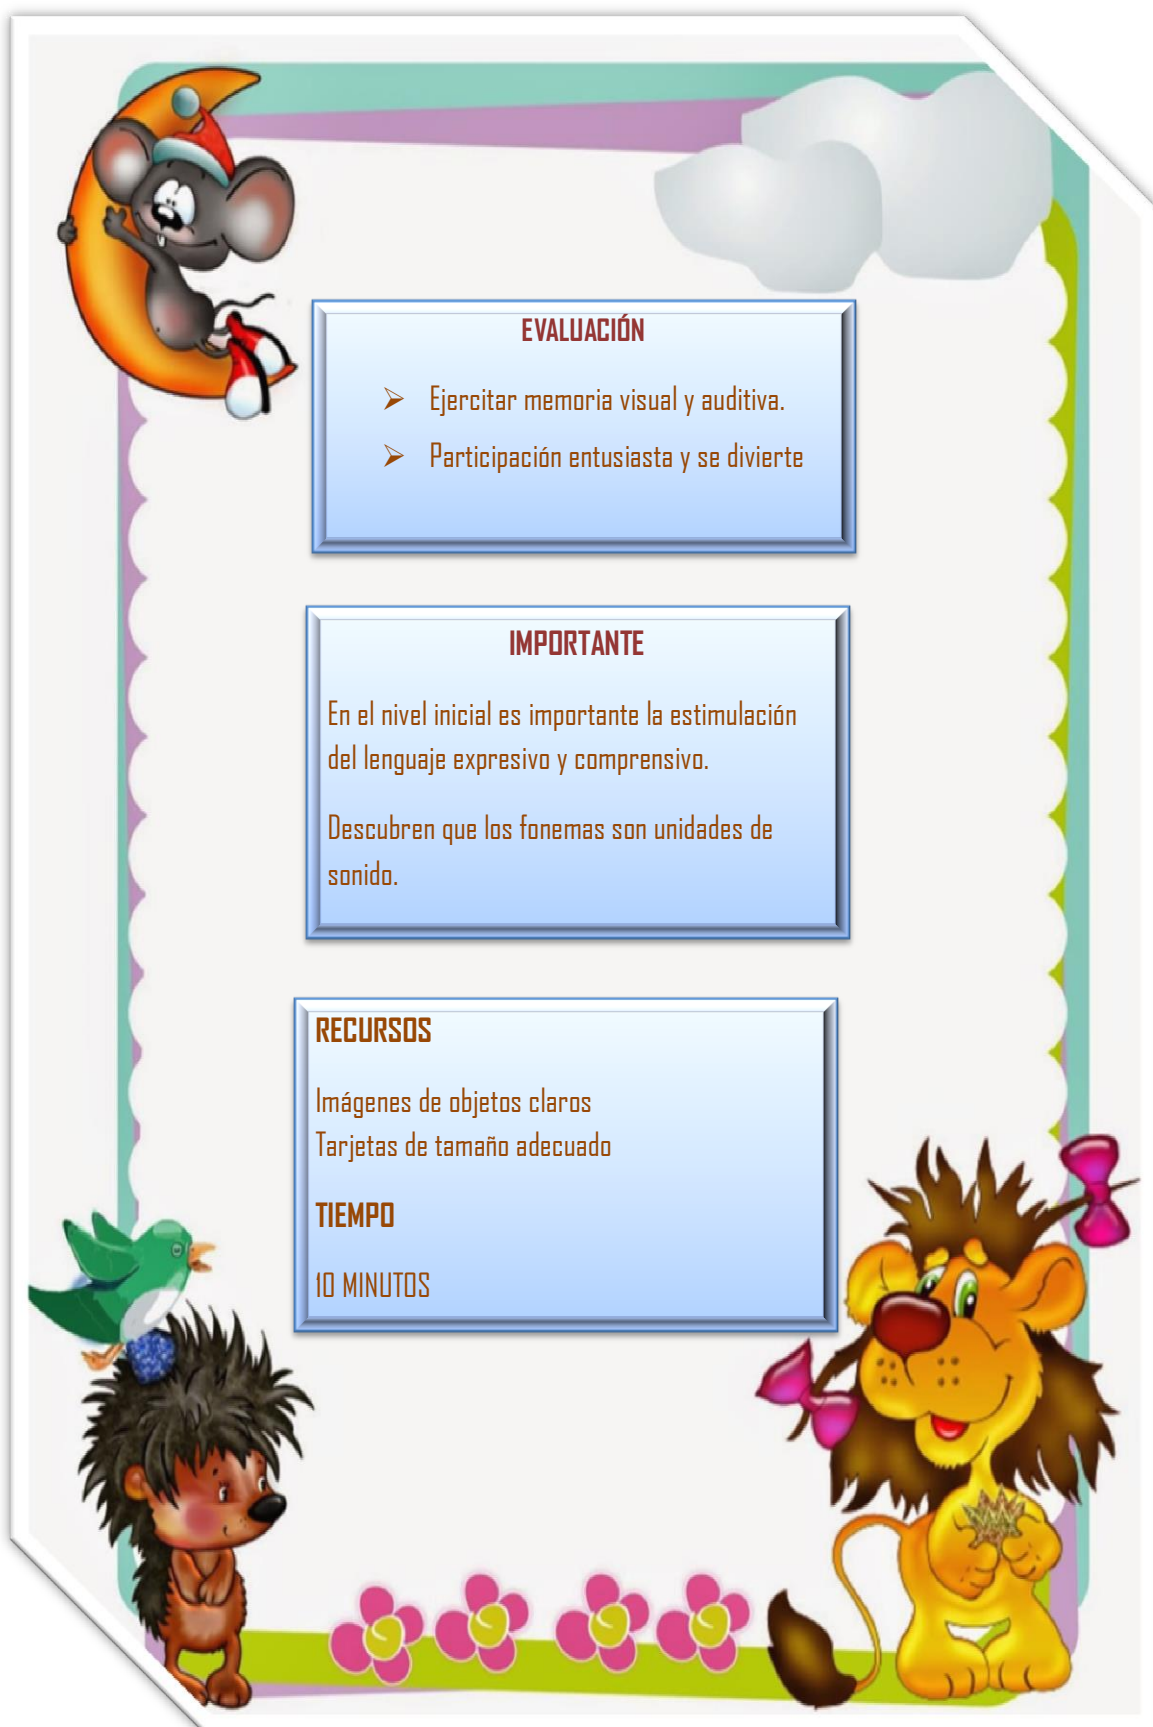 EVALUACIÓN
➢ Ejercitar memoria visual y auditiva.
➢ Participación entusiasta y se divierte
IMPORTANTE
En el nivel inicial es importante la estimulación
del lenguaje expresivo y comprensivo.
Descubren que los fonemas son unidades de
sonido.
RECURSOS
Imágenes de objetos claros
Tarjetas de tamaño adecuado
TIEMPO
10 MINUTOS